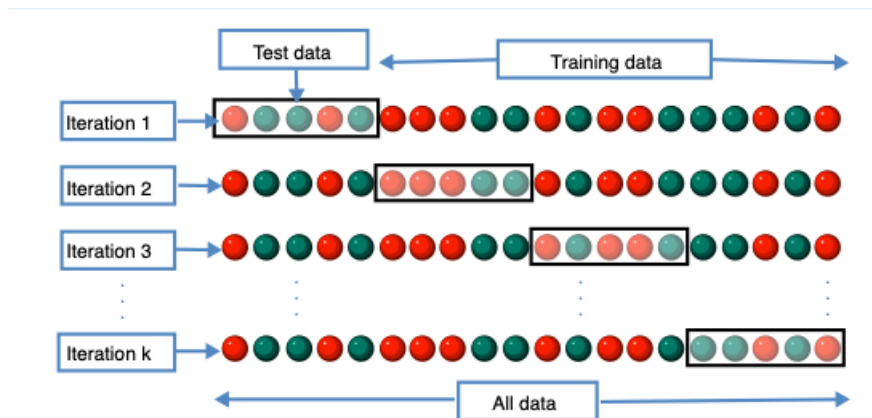 Test data
Training data
Iteration 1
Iteration 2
Iteration 3
Iteration k
All data